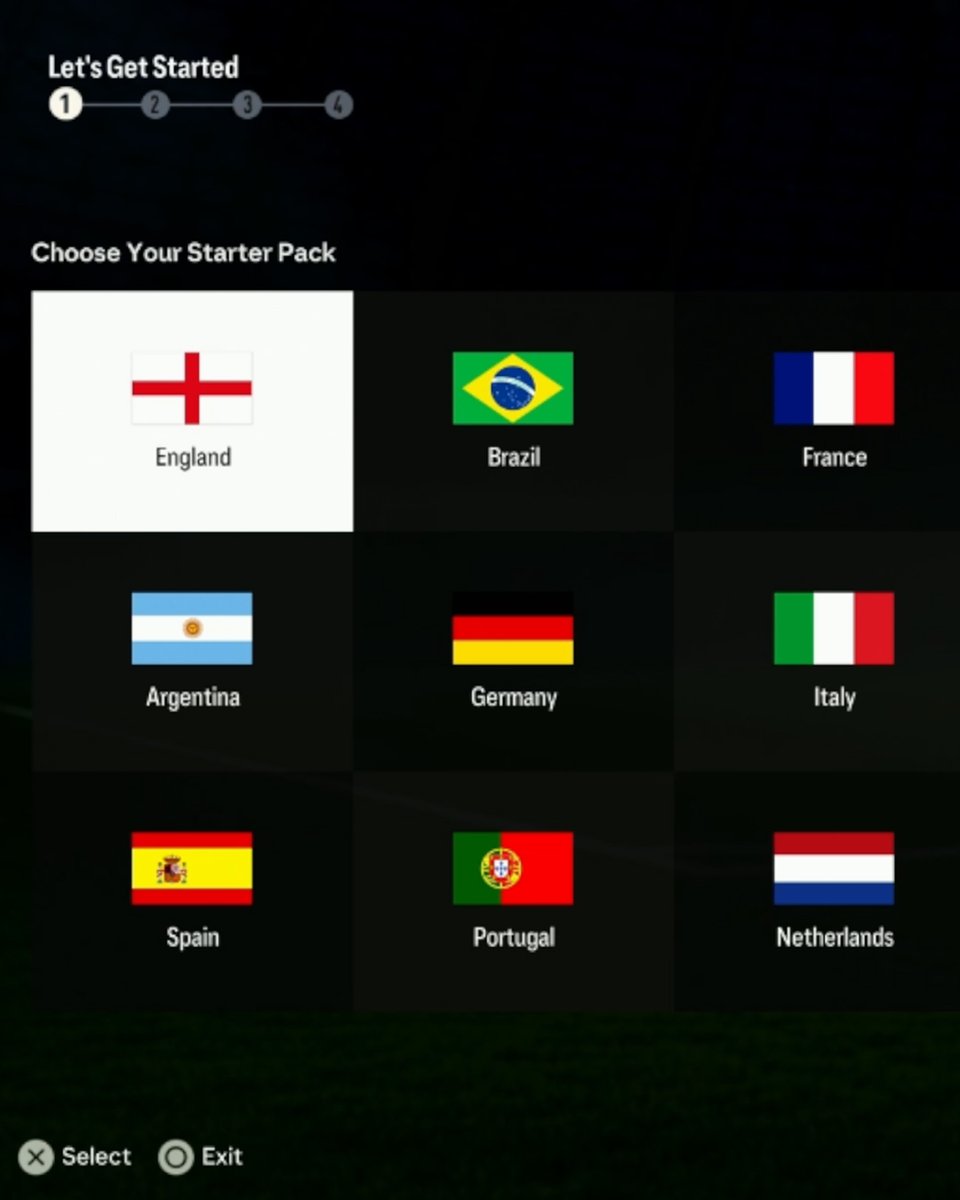 Let's Get Started
1 2 3 4
Choose Your Starter Pack
England Brazil France
Argentina Germany Italy
Spain Portugal Netherlands
Select Exit